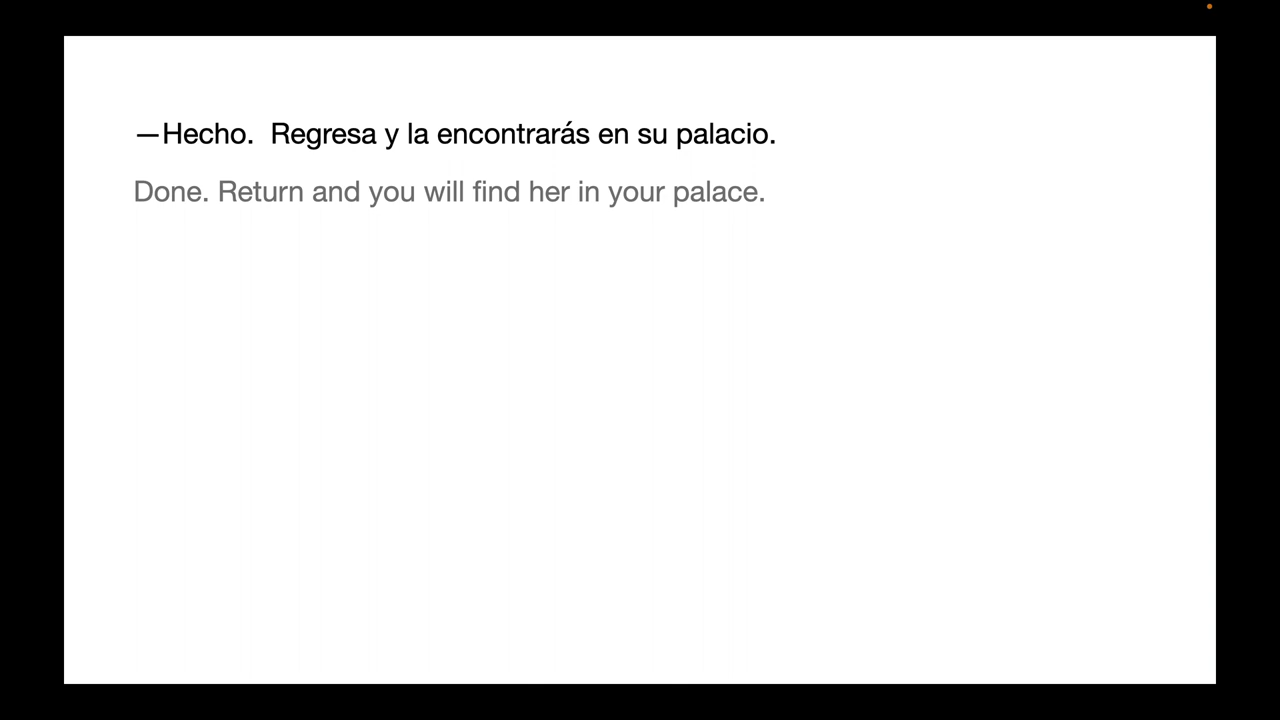 —Hecho.  Regresa y la encontrarás en su palacio.
Done. Return and you will find her in your palace.